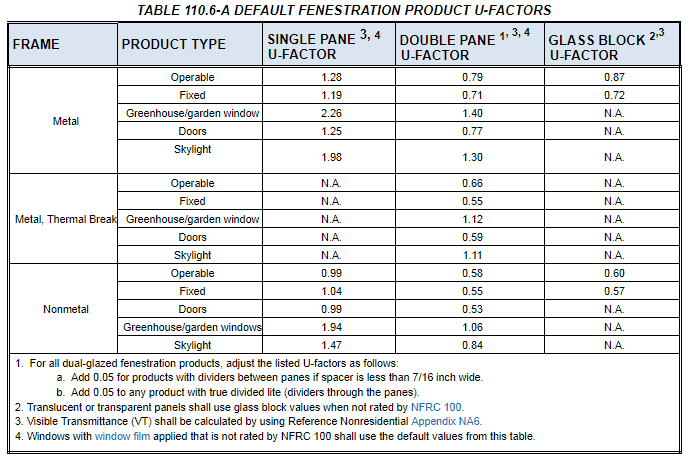 TABLE 110.6-A DEFAULT FENESTRATION PRODUCT U-FACTORS
FRAME PRODUCT TYPE SINGLE PANE 3, 4 U-FACTOR DOUBLE PANE 1, 3, 4 U-FACTOR GLASS BLOCK 2,3 U-FACTOR
Metal Operable 1.28 0.79 0.87
Fixed 1.19 0.71 0.72
Greenhouse/garden window 2.26 1.40 N.A.
Doors 1.25 0.77 N.A.
Skylight 1.98 1.30 N.A.
Metal, Thermal Break Operable N.A. 0.66 N.A.
Fixed N.A. 0.55 N.A.
Greenhouse/garden window N.A. 1.12 N.A.
Doors N.A. 0.59 N.A.
Skylight N.A. 1.11 N.A.
Nonmetal Operable 0.99 0.58 0.60
Fixed 1.04 0.55 0.57
Doors 0.99 0.53 N.A.
Greenhouse/garden windows 1.94 1.06 N.A.
Skylight 1.47 0.84 N.A.
1. For all dual-glazed fenestration products, adjust the listed U-factors as follows:
a. Add 0.05 for products with dividers between panes if spacer is less than 7/16 inch wide.
b. Add 0.05 to any product with true divided lite (dividers through the panes).
2. Translucent or transparent panels shall use glass block values when not rated by NFRC 100.
3. Visible Transmittance (VT) shall be calculated by using Reference Nonresidential Appendix NA6.
4. Windows with window film applied that is not rated by NFRC 100 shall use the default values from this table.